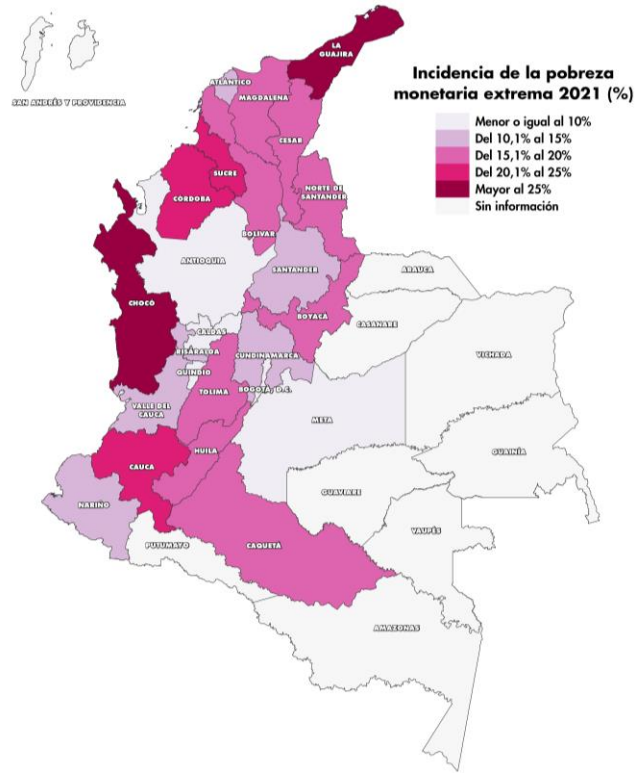 SAN ANDRÉS Y PROVIDENCIA
Incidencia de la pobreza
monetaria extrema 2021 (%)
Menor o igual al 10%
Del 10,1% al 15%
Del 15,1% al 20%
Del 20,1% al 25%
Mayor al 25%
Sin información
LA
GUAJIRA
ATLÁNTICO
MAGDALENA
CESAR
SUCRE
CÓRDOBA
NORTE DE
SANTANDER
BOLÍVAR
ANTIOQUIA
SANTANDER
ARAUCA
CHOCÓ
BOYACÁ
CASANARE
CALDAS
RISARALDA
CUNDINAMARCA
VICHADA
QUINDÍO
BOGOTÁ, D.C.
TOLIMA
VALLE DEL
CAUCA
META
GUAINÍA
HUILA
CAUCA
GUAVIARE
NARIÑO
VAUPÉS
PUTUMAYO
CAQUETÁ
AMAZONAS